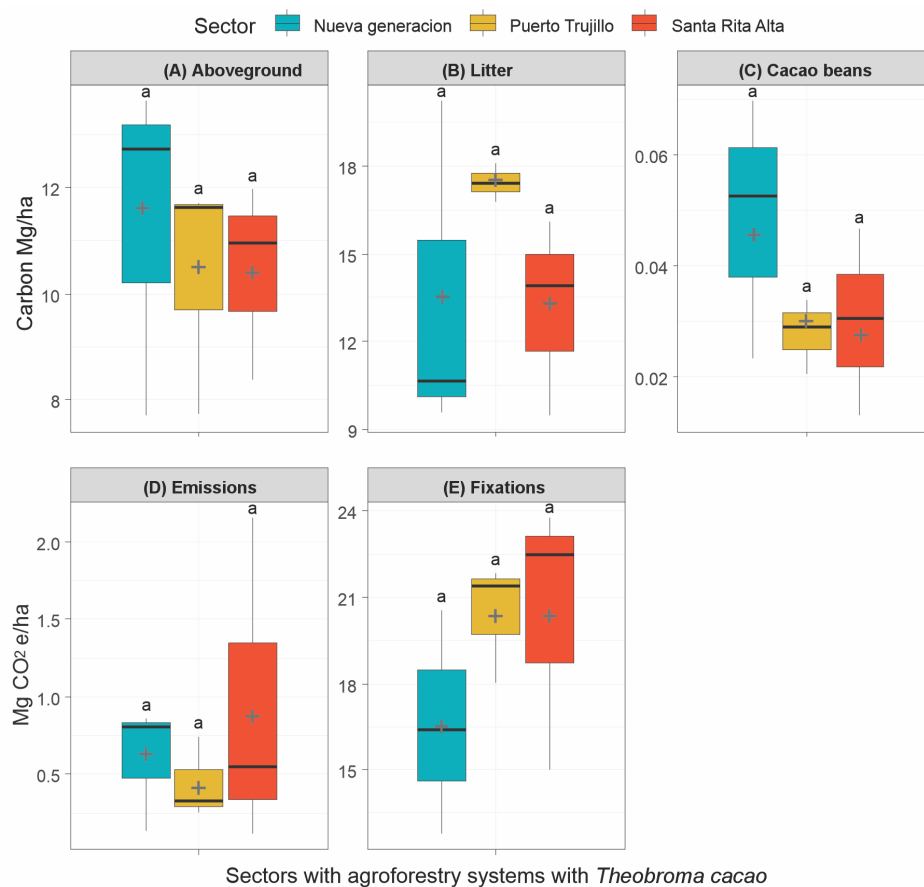 Sector Nueva generacion Puerto Trujillo Santa Rita Alta
(A) Aboveground
(B) Litter
(C) Cacao beans
Carbon Mg/ha
12
10
8
a
a
a
18
15
12
9
a
a
a
0.06
0.04
0.02
a
a
a
(D) Emissions
(E) Fixations
Mg CO2 e/ha
2.0
1.5
1.0
0.5
a
a
a
24
21
18
15
a
a
a
Sectors with agroforestry systems with Theobroma cacao